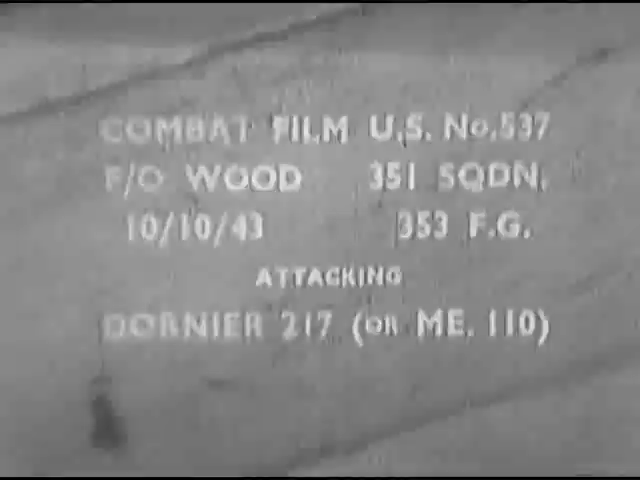 COMBAT FILM U.S. No.537
F/O WOOD 351 SQDN.
10/10/43 353 F.G.
ATTACKING
DORNIER 217 (OR ME. 110)